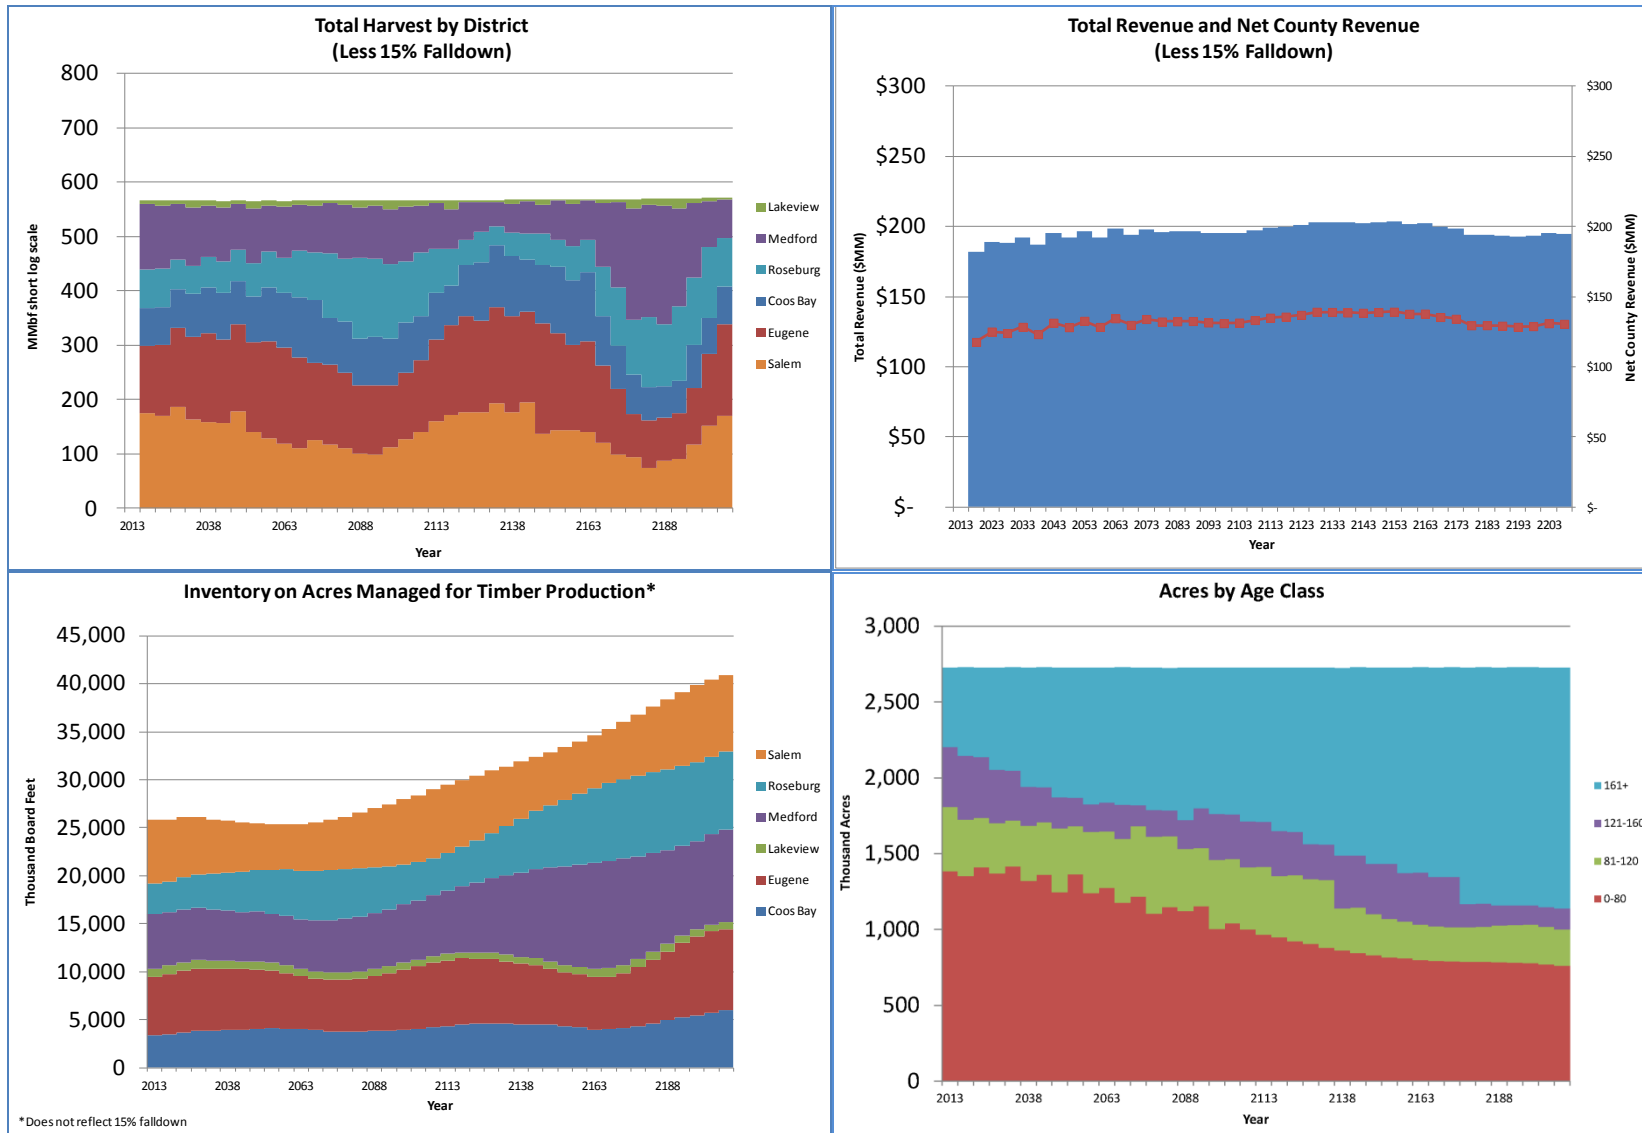 Total Harvest by District
(Less 15% Falldown)
800
700
600
500
400
300
200
100
0
MMbf short log scale
2013 2038 2063 2088 2113 2138 2163 2188
Year
Lakeview
Medford
Roseburg
Coos Bay
Eugene
Salem
Total Revenue and Net County Revenue
(Less 15% Falldown)
$300
$250
$200
$150
$100
$50
$-
Total Revenue ($MM)
$300
$250
$200
$150
$100
$50
$-
Net County Revenue ($MM)
2013 2023 2033 2043 2053 2063 2073 2083 2093 2103 2113 2123 2133 2143 2153 2163 2173 2183 2193 2203
Year
Inventory on Acres Managed for Timber Production*
45,000
40,000
35,000
30,000
25,000
20,000
15,000
10,000
5,000
0
Thousand Board Feet
2013 2038 2063 2088 2113 2138 2163 2188
Year
Salem
Roseburg
Medford
Lakeview
Eugene
Coos Bay
*Does not reflect 15% falldown
Acres by Age Class
3,000
2,500
2,000
1,500
1,000
500
0
Thousand Acres
2013 2038 2063 2088 2113 2138 2163 2188
Year
161+
121-160
81-120
0-80